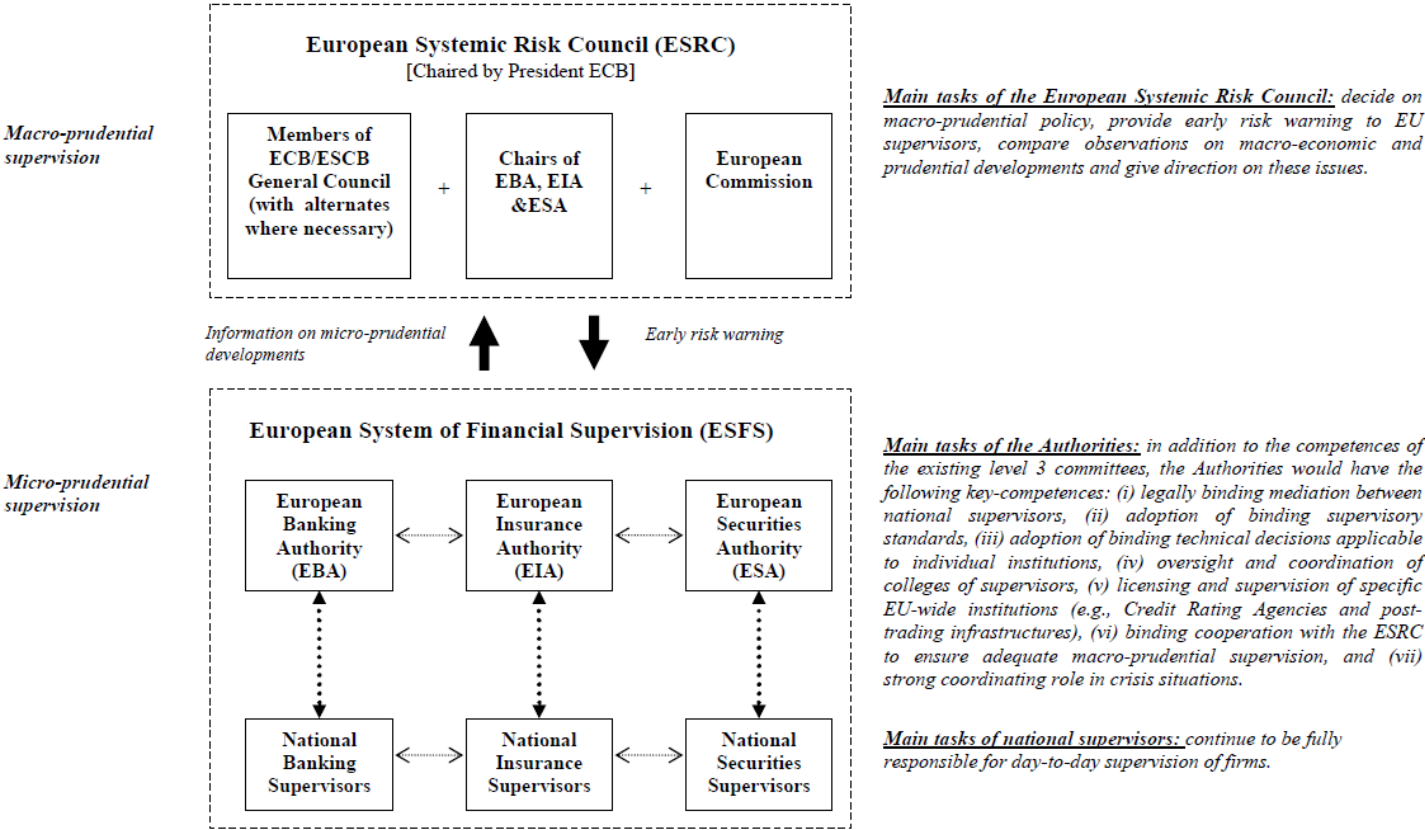 European Systemic Risk Council (ESRC)
[Chaired by President ECB]
Macro-prudential
supervision
Members of
ECB/ESCB
General Council
(with alternates
where necessary)
+
Chairs of
EBA, EIA
&ESA
+
European
Commission
Main tasks of the European Systemic Risk Council: decide on
macro-prudential policy, provide early risk warning to EU
supervisors, compare observations on macro-economic and
prudential developments and give direction on these issues.
Information on micro-prudential
developments
Early risk warning
European System of Financial Supervision (ESFS)
Micro-prudential
supervision
European
Banking
Authority
(EBA)
European
Insurance
Authority
(EIA)
European
Securities
Authority
(ESA)
Main tasks of the Authorities: in addition to the competences of
the existing level 3 committees, the Authorities would have the
following key-competences: (i) legally binding mediation between
national supervisors, (ii) adoption of binding supervisory
standards, (iii) adoption of binding technical decisions applicable
to individual institutions, (iv) oversight and coordination of
colleges of supervisors, (v) licensing and supervision of specific
EU-wide institutions (e.g., Credit Rating Agencies and post-
trading infrastructures), (vi) binding cooperation with the ESRC
to ensure adequate macro-prudential supervision, and (vii)
strong coordinating role in crisis situations.
National
Banking
Supervisors
National
Insurance
Supervisors
National
Securities
Supervisors
Main tasks of national supervisors: continue to be fully
responsible for day-to-day supervision of firms.